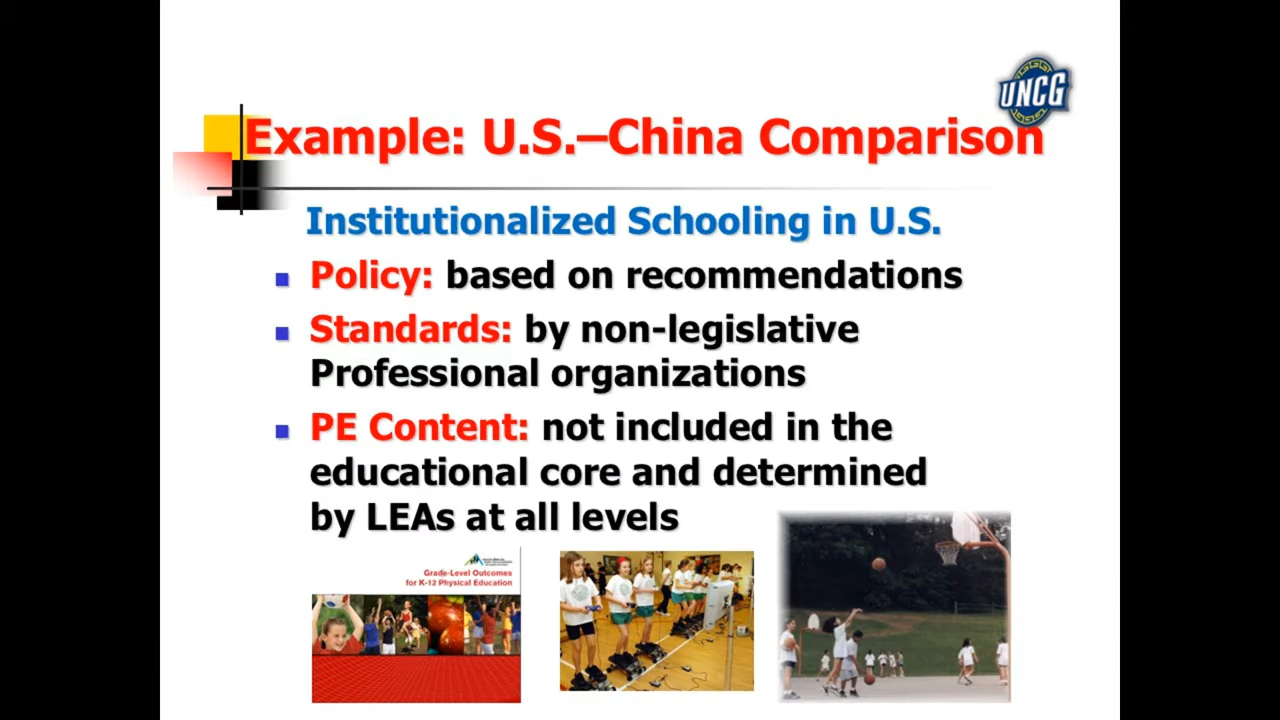 UNCG
Example: U.S.–China Comparison
Institutionalized Schooling in U.S.
Policy: based on recommendations
Standards: by non-legislative
Professional organizations
PE Content: not included in the
educational core and determined
by LEAs at all levels
Grade-Level Outcomes
for K-12 Physical Education